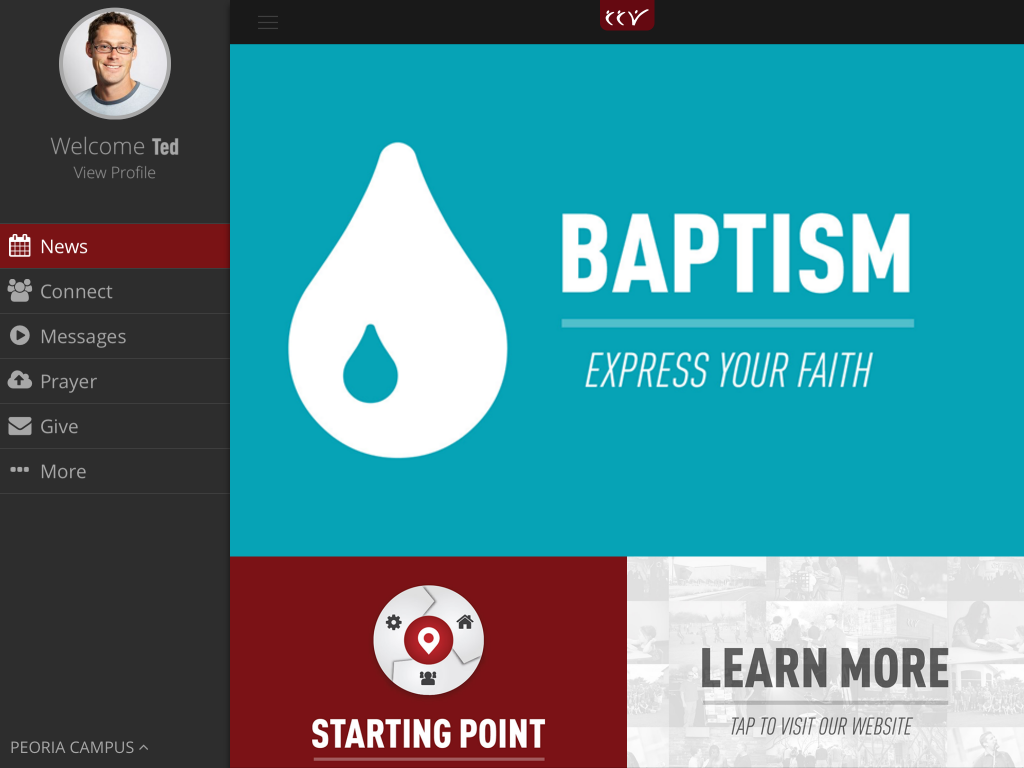 Welcome Ted
View Profile
News
Connect
Messages
Prayer
Give
More
PEORIA CAMPUS
CCV
BAPTISM
EXPRESS YOUR FAITH
STARTING POINT
LEARN MORE
TAP TO VISIT OUR WEBSITE